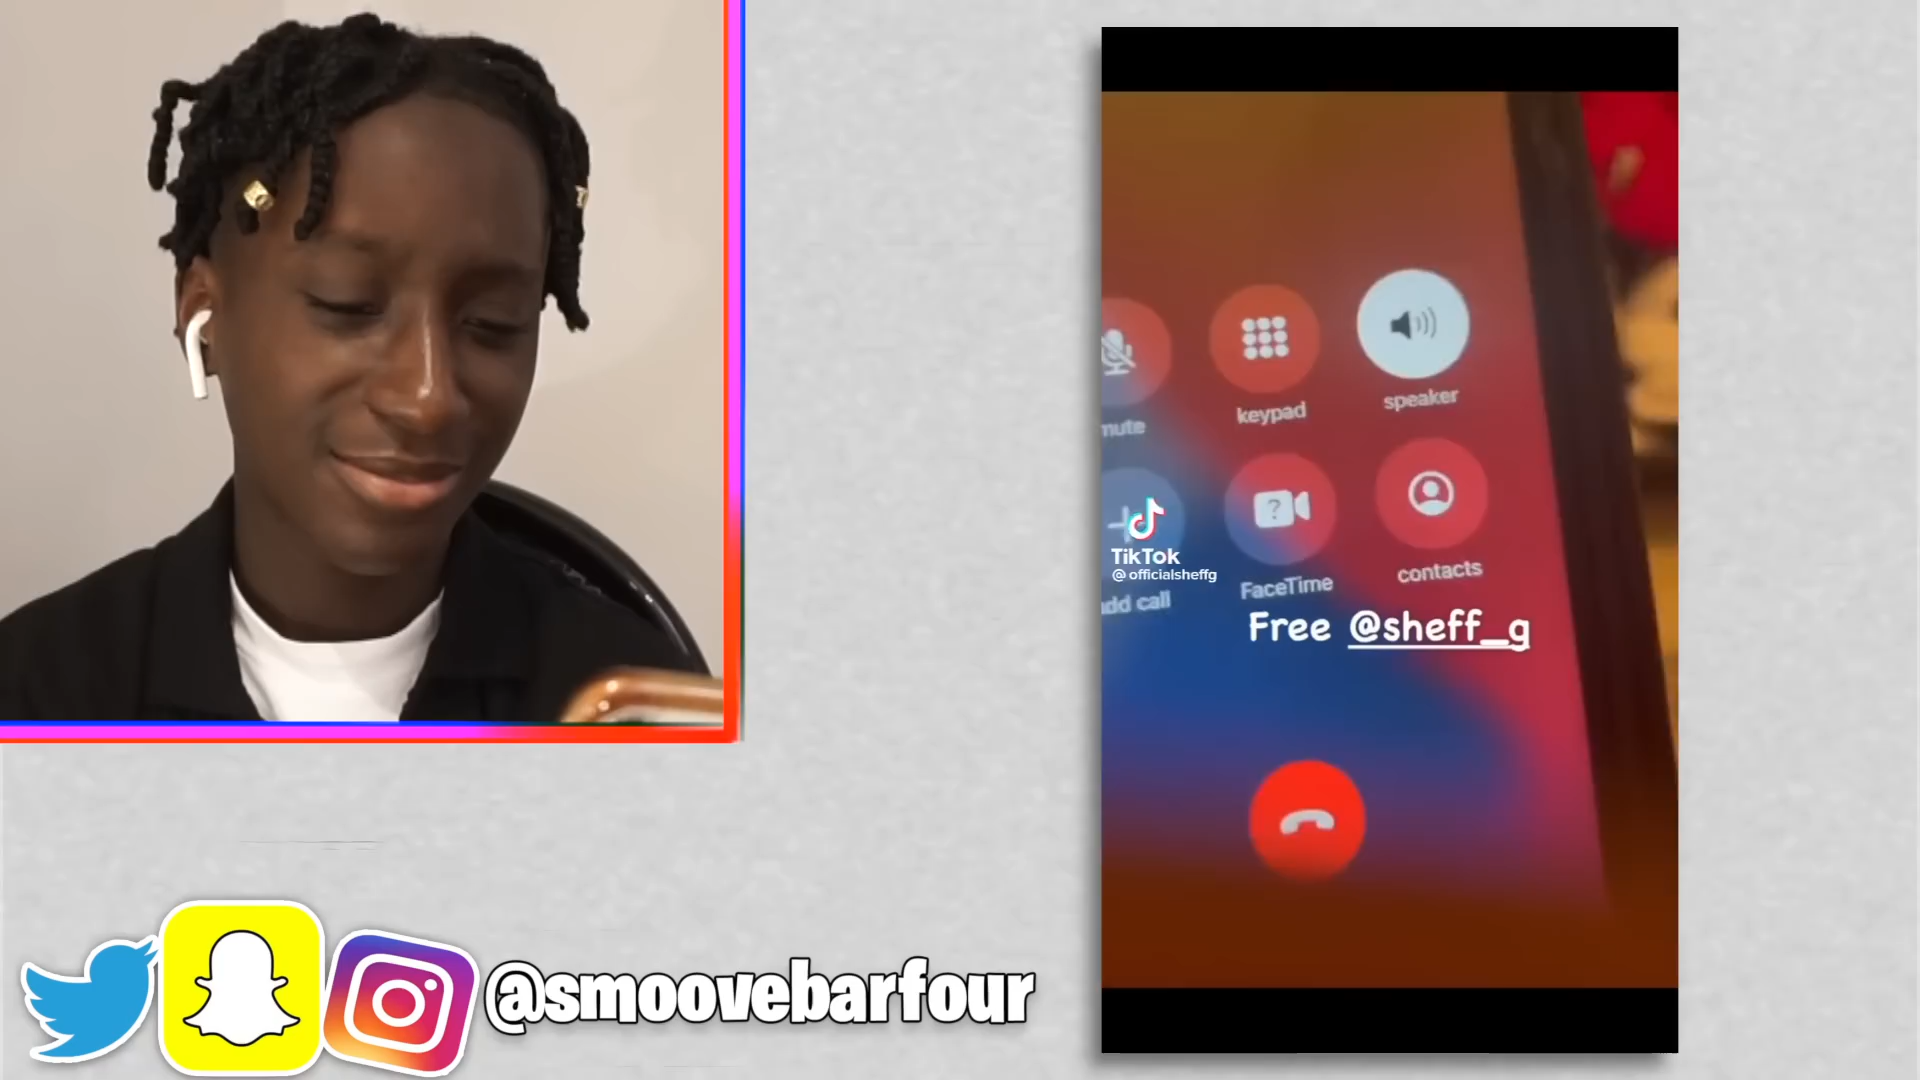 mute
keypad
speaker
TikTok
@ officialsheffg
add call
FaceTime
contacts
Free @sheff_g
@smoovebarfour